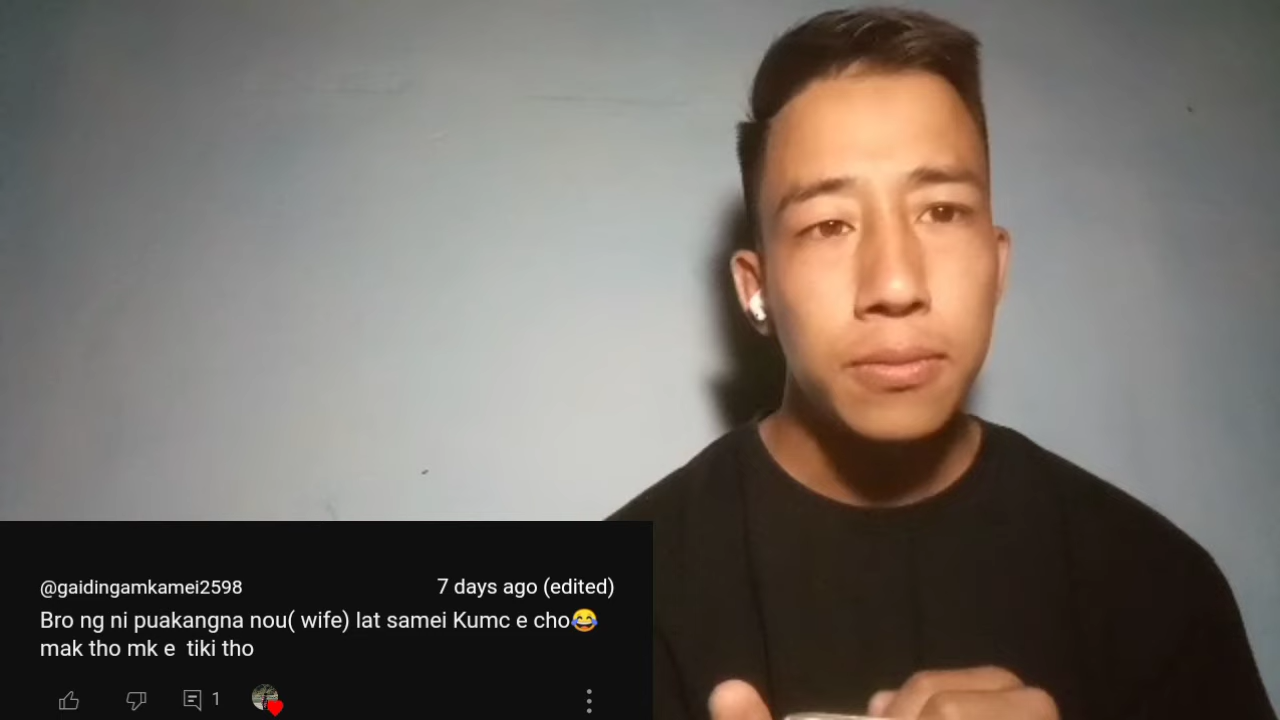 @gaidingamkamei2598 7 days ago (edited)
Bro ng ni puakangna nou( wife) lat samei Kumc e cho😂
mak tho mk e  tiki tho
1